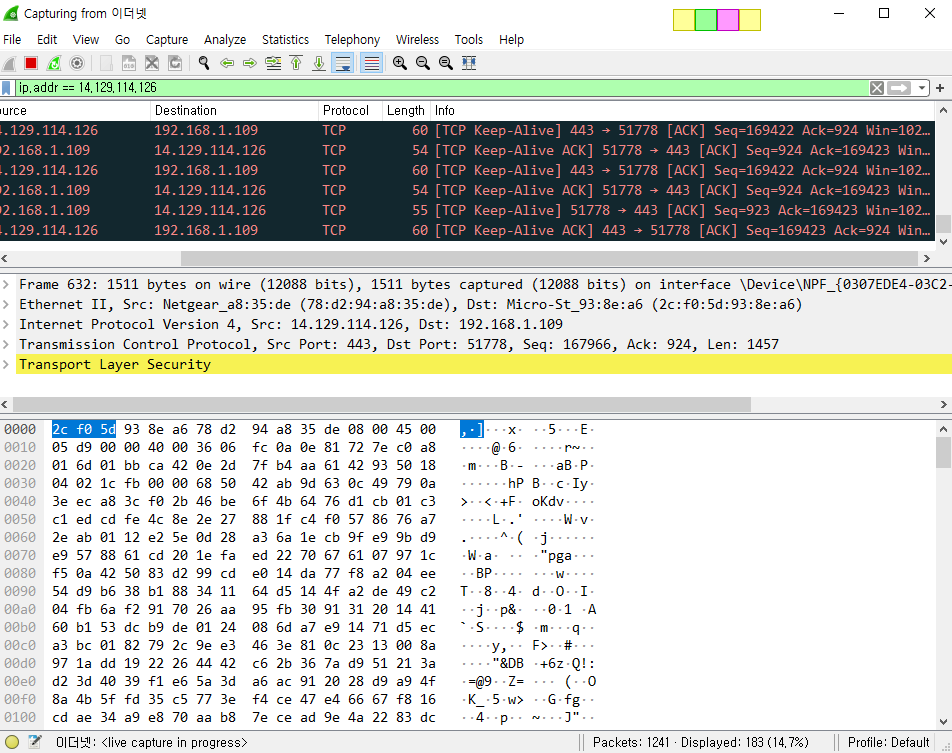 Capturing from 이더넷
File Edit View Go Capture Analyze Statistics Telephony Wireless Tools Help
ip.addr == 14.129.114.126
ource Destination Protocol Length Info
4.129.114.126 192.168.1.109 TCP 60 [TCP Keep-Alive] 443 → 51778 [ACK] Seq=169422 Ack=924 Win=102…
92.168.1.109 14.129.114.126 TCP 54 [TCP Keep-Alive ACK] 51778 → 443 [ACK] Seq=924 Ack=169423 Win…
4.129.114.126 192.168.1.109 TCP 60 [TCP Keep-Alive] 443 → 51778 [ACK] Seq=169422 Ack=924 Win=102…
92.168.1.109 14.129.114.126 TCP 54 [TCP Keep-Alive ACK] 51778 → 443 [ACK] Seq=924 Ack=169423 Win…
92.168.1.109 14.129.114.126 TCP 55 [TCP Keep-Alive] 51778 → 443 [ACK] Seq=923 Ack=169423 Win=102…
4.129.114.126 192.168.1.109 TCP 60 [TCP Keep-Alive ACK] 443 → 51778 [ACK] Seq=169423 Ack=924 Win…
Frame 632: 1511 bytes on wire (12088 bits), 1511 bytes captured (12088 bits) on interface \Device\NPF_{0307EDE4-03C2-
Ethernet II, Src: Netgear_a8:35:de (78:d2:94:a8:35:de), Dst: Micro-St_93:8e:a6 (2c:f0:5d:93:8e:a6)
Internet Protocol Version 4, Src: 14.129.114.126, Dst: 192.168.1.109
Transmission Control Protocol, Src Port: 443, Dst Port: 51778, Seq: 167966, Ack: 924, Len: 1457
Transport Layer Security
0000 2c f0 5d 93 8e a6 78 d2 94 a8 35 de 08 00 45 00 ,·]···x· ··5···E·
0010 05 d9 00 00 40 00 36 06 fc 0a 0e 81 72 7e c0 a8 ····@·6· ····r~··
0020 01 6d 01 bb ca 42 0e 2d 7f b4 aa 61 42 93 50 18 ·m···B·- ···aB·P·
0030 04 02 1c fb 00 00 68 50 42 ab 9d 63 0c 49 79 0a ······hP B··c·Iy·
0040 3e ec a8 3c f0 2b 46 be 6f 4b 64 76 d1 cb 01 c3 >··<·+F· oKdv····
0050 c1 ed cd fe 4c 8e 2e 27 88 1f c4 f0 57 86 76 a7 ····L·.' ····W·v·
0060 2e ab 01 12 e2 5e 0d 28 a3 6a 1e cb 9f e9 9b d9 .····^·( ·j······
0070 e9 57 88 61 cd 20 1e fa ed 22 70 67 61 07 97 1c ·W·a· ·· ·"pga···
0080 f5 0a 42 50 83 d2 99 cd e0 14 da 77 f8 a2 04 ee ··BP···· ···w····
0090 54 d9 b6 38 b1 88 34 11 64 d5 14 4f a2 de 49 c2 T··8··4· d··O··I·
00a0 04 fb 6a f2 91 70 26 aa 95 fb 30 91 31 20 14 41 ··j··p&· ··0·1 ·A
00b0 60 b1 53 dc b9 de 01 24 08 6d a7 e9 14 71 d5 ec `·S····$ ·m···q··
00c0 a3 bc 01 82 79 2c 9e e3 46 3e 81 0c 23 13 00 8a ····y,·· F>··#···
00d0 97 1a dd 19 22 26 44 42 c6 2b 36 7a d9 51 21 3a ····"&DB ·+6z·Q!:
00e0 d2 3d 40 39 f1 e6 5a 3d a6 ac 91 20 28 d9 a9 4f ·=@9··Z= ··· (··O
00f0 8a 4b 5f fd 35 c5 77 3e f4 ce 47 e4 66 67 f8 16 ·K_·5·w> ··G·fg··
0100 cd ae 34 a9 e8 70 aa b8 7e ce ad 9e 4a 22 83 dc ··4··p·· ~···J"··
이더넷: <live capture in progress> Packets: 1241 · Displayed: 183 (14,7%) Profile: Default